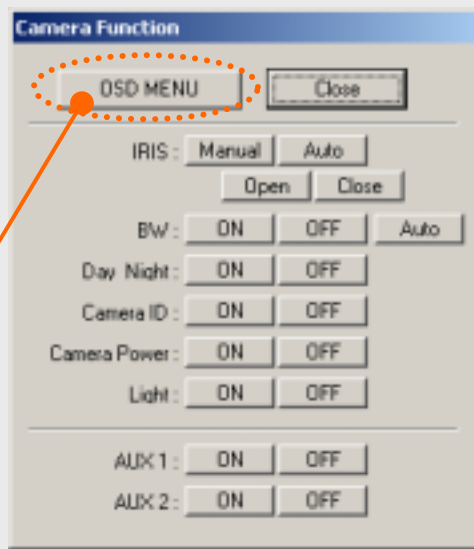 Camera Function
OSD MENU Close
IRIS : Manual Auto
Open Close
BW : ON OFF Auto
Day Night : ON OFF
Camera ID : ON OFF
Camera Power : ON OFF
Light : ON OFF
AUX 1 : ON OFF
AUX 2 : ON OFF